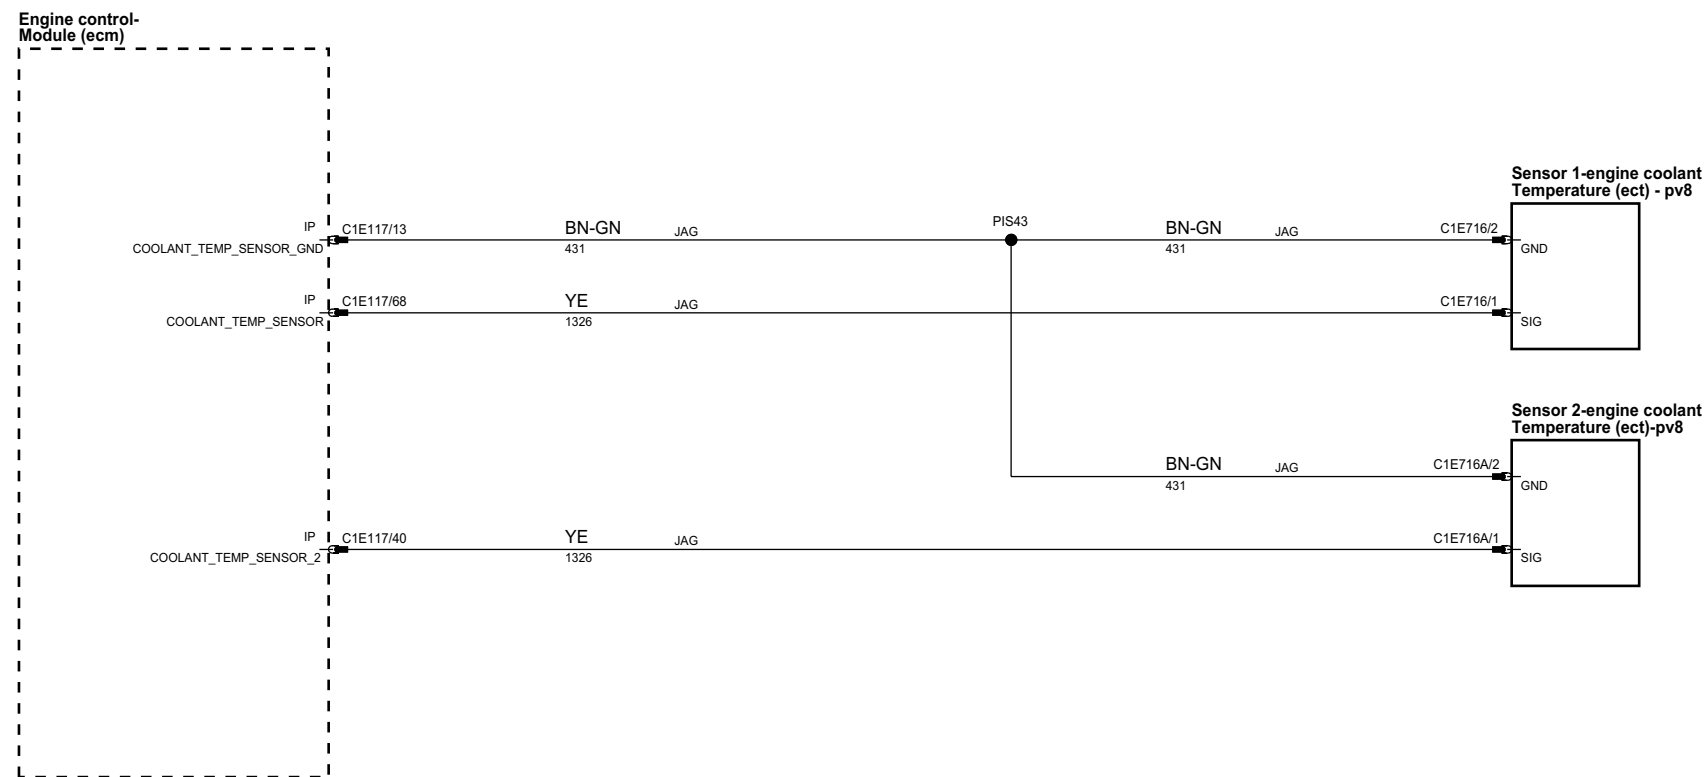 Engine control-
Module (ecm)
Sensor 1-engine coolant
Temperature (ect) - pv8
IP C1E117/13 BN-GN JAG PIS43 BN-GN JAG C1E716/2
COOLANT_TEMP_SENSOR_GND 431 431 GND
IP C1E117/68 YE JAG C1E716/1
COOLANT_TEMP_SENSOR 1326 SIG
Sensor 2-engine coolant
Temperature (ect)-pv8
BN-GN JAG C1E716A/2
431 GND
IP C1E117/40 YE JAG C1E716A/1
COOLANT_TEMP_SENSOR_2 1326 SIG